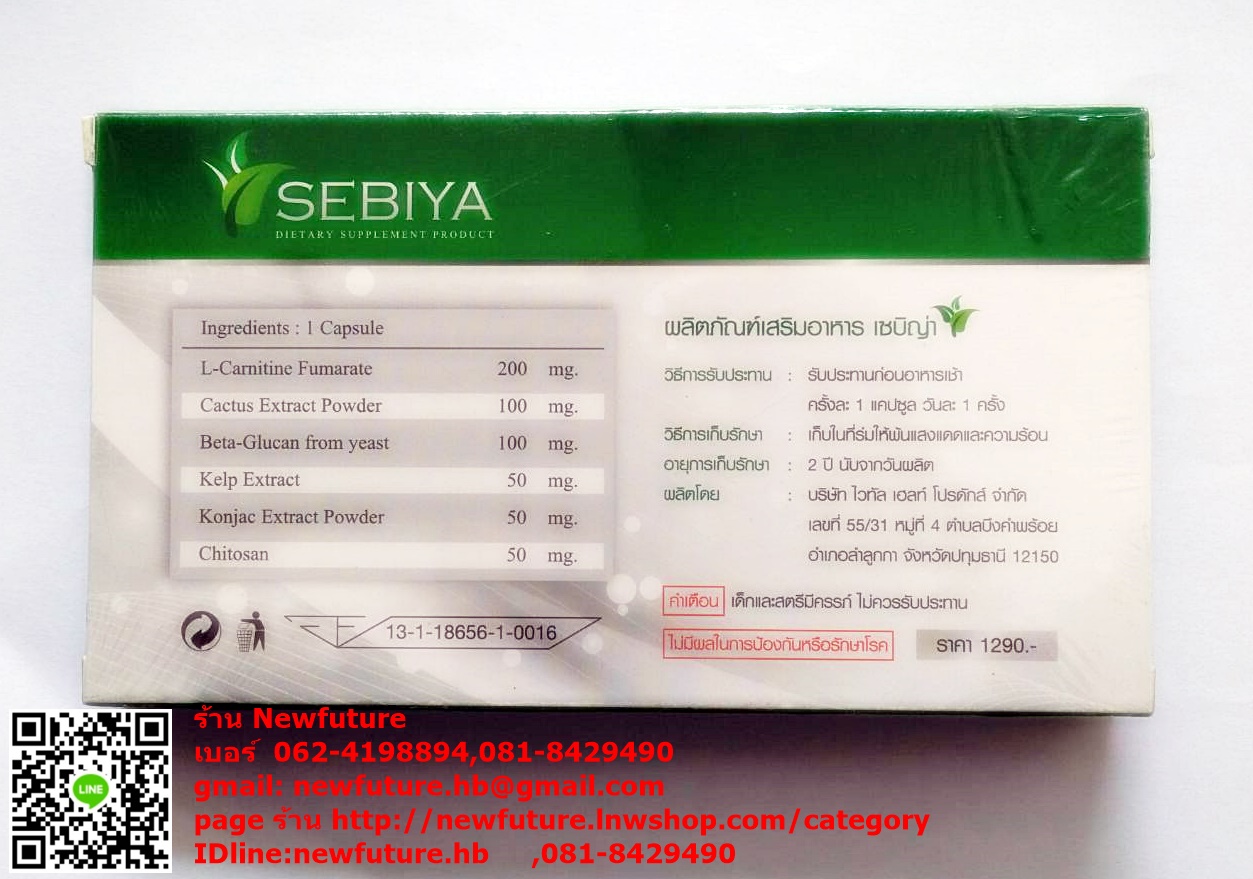 SEBIYA
DIETARY SUPPLEMENT PRODUCT
Ingredients : 1 Capsule
L-Carnitine Fumarate 200 mg.
Cactus Extract Powder 100 mg.
Beta-Glucan from yeast 100 mg.
Kelp Extract 50 mg.
Konjac Extract Powder 50 mg.
Chitosan 50 mg.
13-1-18656-1-0016
ผลิตภัณฑ์เสริมอาหาร เซบิญ่า
วิธีการรับประทาน : รับประทานก่อนอาหารเช้า
ครั้งละ 1 แคปซูล วันละ 1 ครั้ง
วิธีการเก็บรักษา : เก็บในที่ร่มให้พ้นแสงแดดและความร้อน
อายุการเก็บรักษา : 2 ปี นับจากวันผลิต
ผลิตโดย : บริษัท ไวทัล เฮลท์ โปรดักส์ จำกัด
เลขที่ 55/31 หมู่ที่ 4 ตำบลบึงคำพร้อย
อำเภอลำลูกกา จังหวัดปทุมธานี 12150
คำเตือน เด็กและสตรีมีครรภ์ ไม่ควรรับประทาน
ไม่มีผลในการป้องกันหรือรักษาโรค ราคา 1290.-
LINE
ร้าน Newfuture
เบอร์ 062-4198894,081-8429490
gmail: newfuture.hb@gmail.com
page ร้าน http://newfuture.lnwshop.com/category
IDline:newfuture.hb ,081-8429490